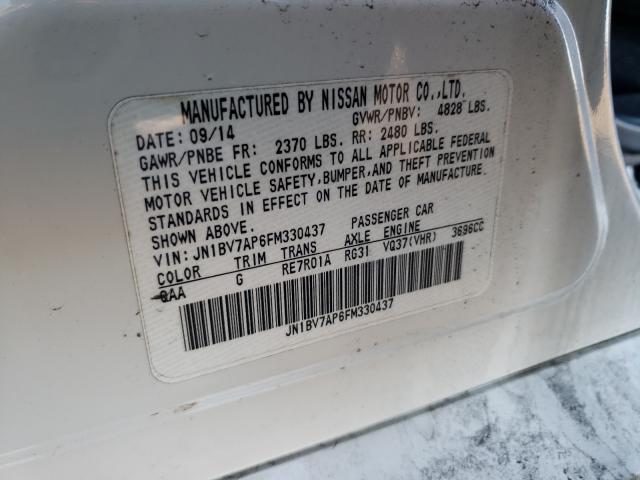 MANUFACTURED BY NISSAN MOTOR CO.,LTD.
DATE: 09/14 GVWR/PNBV: 4828 LBS.
GAWR/PNBE FR: 2370 LBS. RR: 2480 LBS.
THIS VEHICLE CONFORMS TO ALL APPLICABLE FEDERAL
MOTOR VEHICLE SAFETY, BUMPER, AND THEFT PREVENTION
STANDARDS IN EFFECT ON THE DATE OF MANUFACTURE.
SHOWN ABOVE.
VIN: JN1BV7AP6FM330437 PASSENGER CAR
COLOR TRIM TRANS AXLE ENGINE
QAA G RE7R01A RG31 VQ37(VHR) 3696CC
JN1BV7AP6FM330437